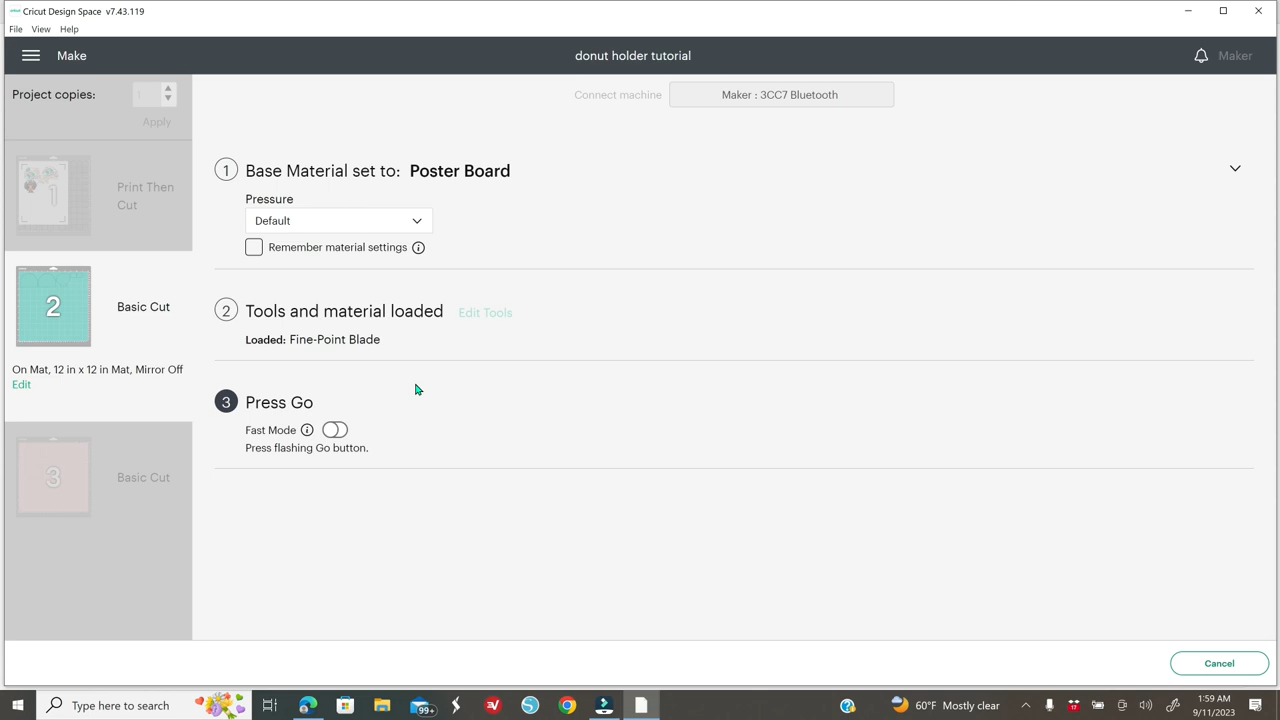 Cricut Design Space v7.43.119
File View Help
Make
donut holder tutorial
Maker
Project copies:
Apply
Connect machine
Maker : 3CC7 Bluetooth
1
Print Then
Cut
2
Basic Cut
On Mat, 12 in x 12 in Mat, Mirror Off
Edit
3
Basic Cut
1 Base Material set to: Poster Board
Pressure
Default
Remember material settings
2 Tools and material loaded Edit Tools
Loaded: Fine-Point Blade
3 Press Go
Fast Mode
Press flashing Go button.
Cancel
Type here to search
99+
60°F Mostly clear
1:59 AM
9/11/2023